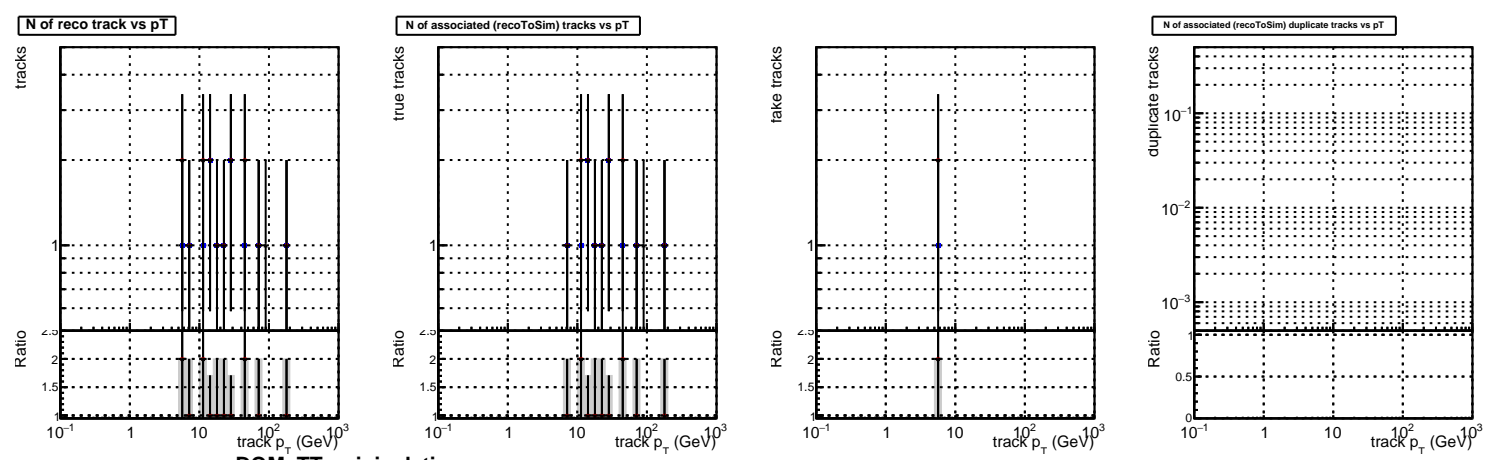 N of reco track vs pT
tracks
1
2.5
Ratio
2
1.5
1
10⁻¹ 1 10 10² 10³
track p_T (GeV)
N of associated (recoToSim) tracks vs pT
true tracks
1
2.5
Ratio
2
1.5
1
10⁻¹ 1 10 10² 10³
track p_T (GeV)
fake tracks
1
2.5
Ratio
2
1.5
1
10⁻¹ 1 10 10² 10³
track p_T (GeV)
N of associated (recoToSim) duplicate tracks vs pT
duplicate tracks
10⁻¹
10⁻²
10⁻³
Ratio
1
0.5
0
10⁻¹ 1 10 10² 10³
track p_T (GeV)